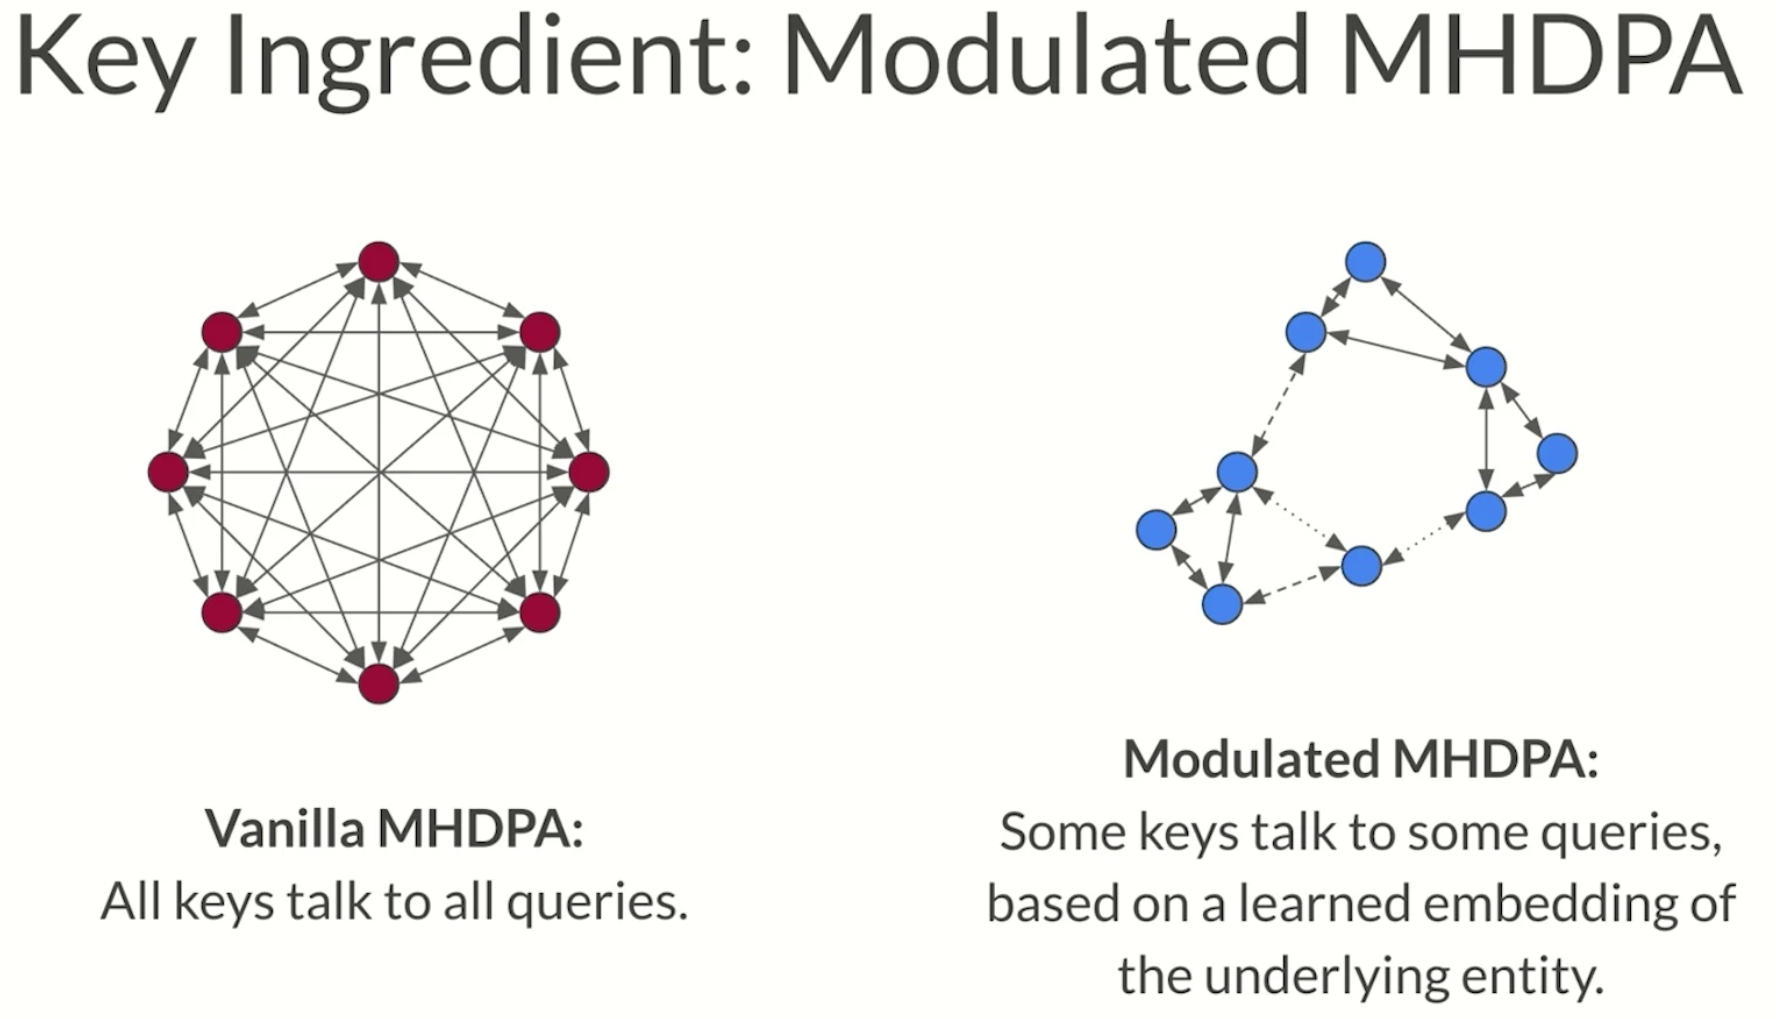 Key Ingredient: Modulated MHDPA
Vanilla MHDPA:
All keys talk to all queries.
Modulated MHDPA:
Some keys talk to some queries,
based on a learned embedding of
the underlying entity.